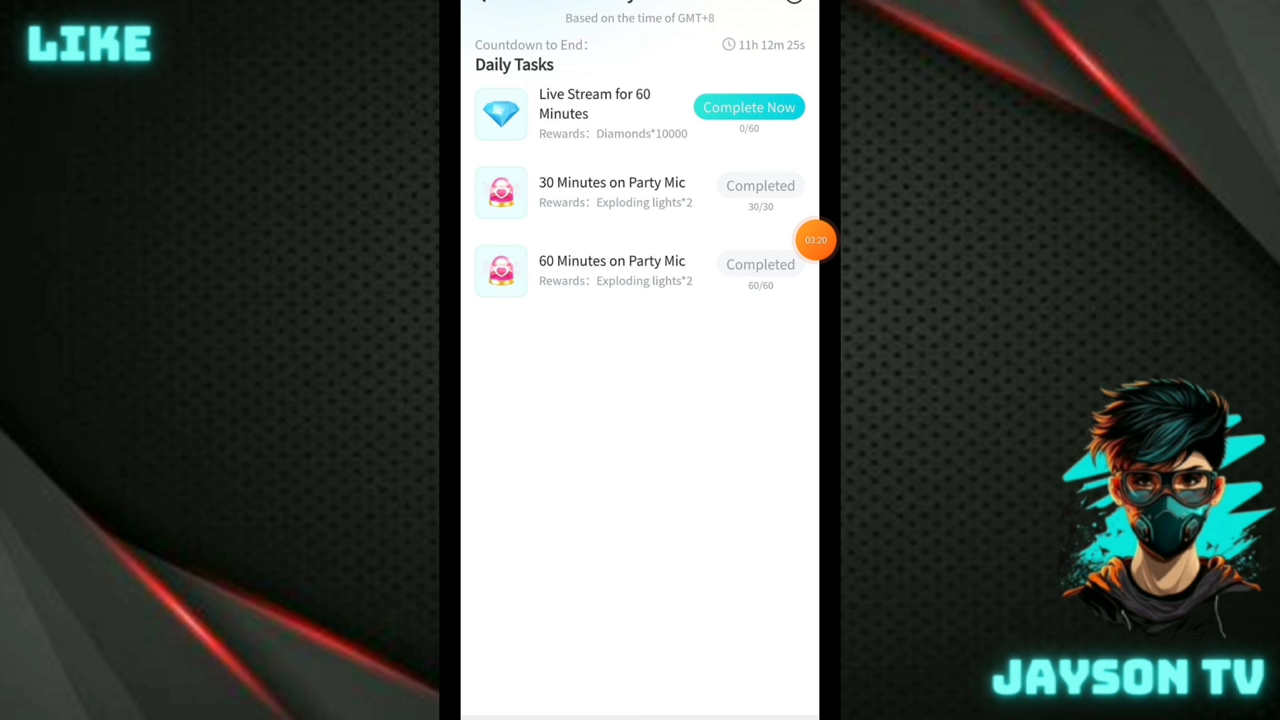 LIKE
Based on the time of GMT+8
Countdown to End:
11h 12m 25s
Daily Tasks
Live Stream for 60
Minutes
Complete Now
Rewards: Diamonds*10000
0/60
30 Minutes on Party Mic
Completed
Rewards: Exploding lights*2
30/30
03:20
60 Minutes on Party Mic
Completed
Rewards: Exploding lights*2
60/60
JAYSON TV